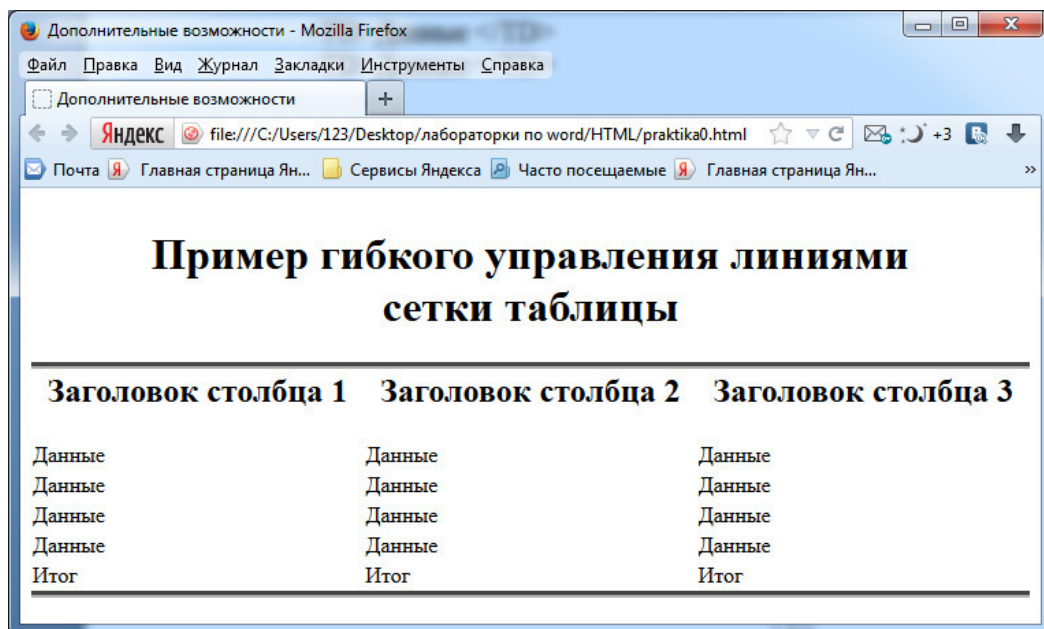 Дополнительные возможности - Mozilla Firefox
Файл Правка Вид Журнал Закладки Инструменты Справка
Дополнительные возможности +
Яндекс file:///C:/Users/123/Desktop/лабораторки по word/HTML/praktika0.html +3
Почта Я Главная страница Ян... Сервисы Яндекса Часто посещаемые Я Главная страница Ян... »
Пример гибкого управления линиями
сетки таблицы
Заголовок столбца 1 Заголовок столбца 2 Заголовок столбца 3
Данные Данные Данные
Данные Данные Данные
Данные Данные Данные
Данные Данные Данные
Итог Итог Итог